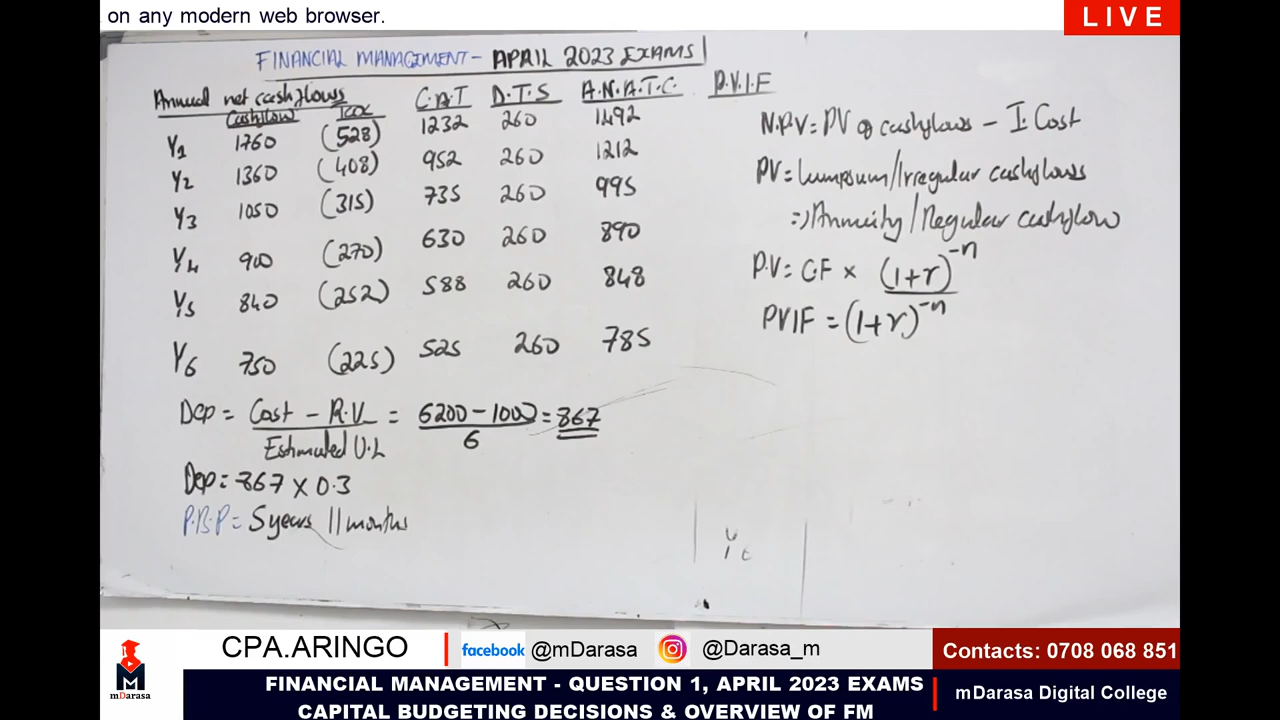 on any modern web browser.
LIVE
FINANCIAL MANAGEMENT - APRIL 2023 EXAMS
Annual net cashflows C.A.T D.T.S A.N.A.T.C. P.V.I.F
Cashflow Tax
Y1 1760 (528) 1232 260 1492
Y2 1360 (408) 952 260 1212
Y3 1050 (315) 735 260 995
Y4 900 (270) 630 260 890
Y5 840 (252) 588 260 848
Y6 750 (225) 525 260 785
Dep = Cost - R.V = 6200 - 1000 = 867
Estimated U.L 6
Dep = 867 x 0.3
P.B.P = 5 years 11 months
N.PV = PV of cashflows - I. Cost
PV = Lumpsum/Irregular cashflows
=) Annuity/Regular cashflow
P.V = C.F x (1+r)^-n
PVIF = (1+r)^-n
CPA.ARINGO
facebook @mDarasa
@Darasa_m
Contacts: 0708 068 851
mDarasa
FINANCIAL MANAGEMENT - QUESTION 1, APRIL 2023 EXAMS
CAPITAL BUDGETING DECISIONS & OVERVIEW OF FM
mDarasa Digital College